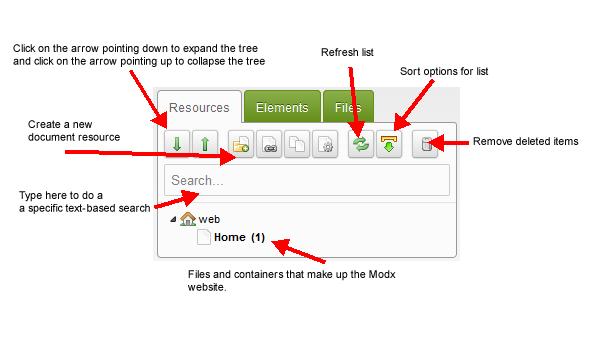 Click on the arrow pointing down to expand the tree
and click on the arrow pointing up to collapse the tree
Refresh list
Sort options for list
Resources
Elements
Files
Create a new
document resource
Remove deleted items
Search...
Type here to do a
a specific text-based search
web
Home (1)
Files and containers that make up the Modx
website.